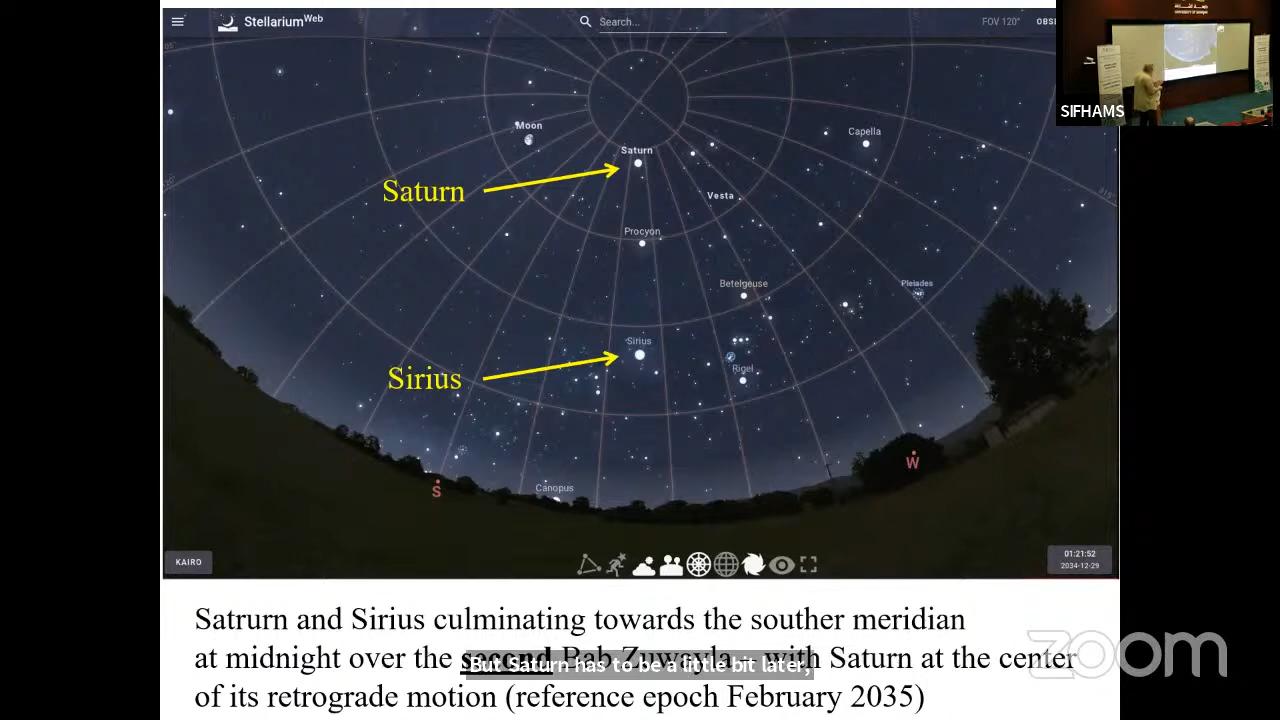 StellariumWeb
Search...
FOV 120°
OBSE
SIFHAMS
Moon
Saturn
Capella
Saturn
Vesta
Procyon
Betelgeuse
Pleiades
Sirius
Rigel
Sirius
W
S
Canopus
KAIRO
01:21:52
2034-12-29
Satrurn and Sirius culminating towards the souther meridian
at midnight over the second Bab Zuwayla – with Saturn at the center
of its retrograde motion (reference epoch February 2035)
But Saturn has to be a little bit later,
zoom